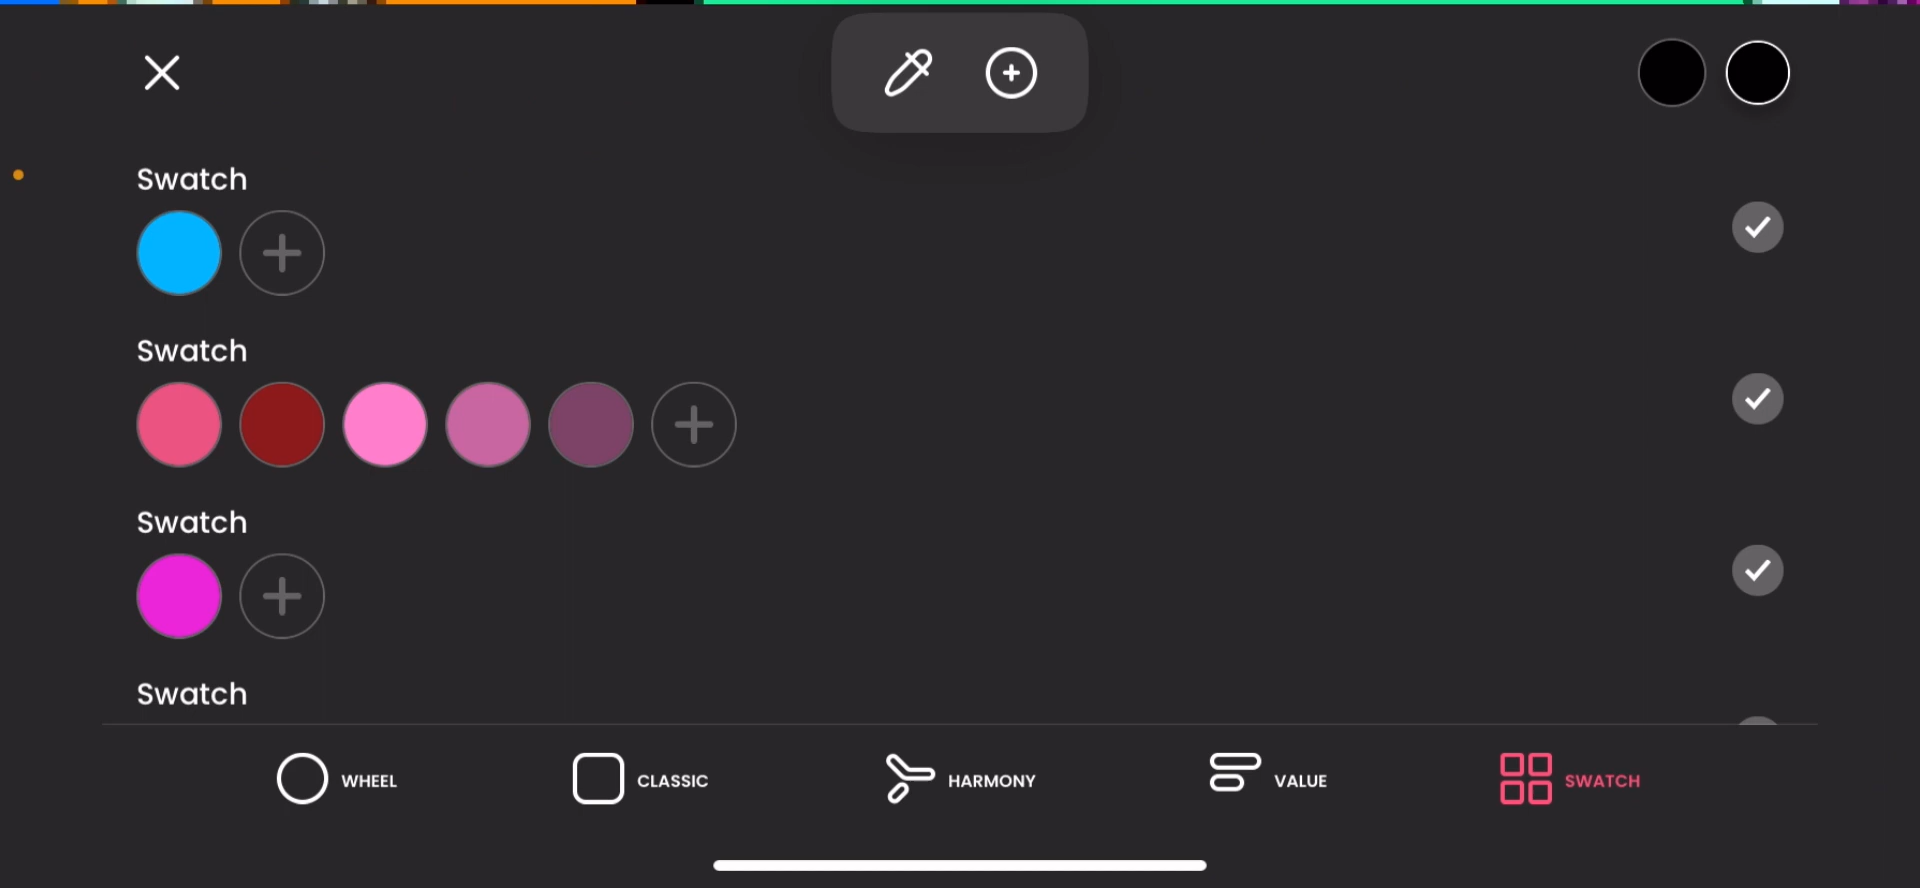 Swatch
Swatch
Swatch
Swatch
WHEEL
CLASSIC
HARMONY
VALUE
SWATCH